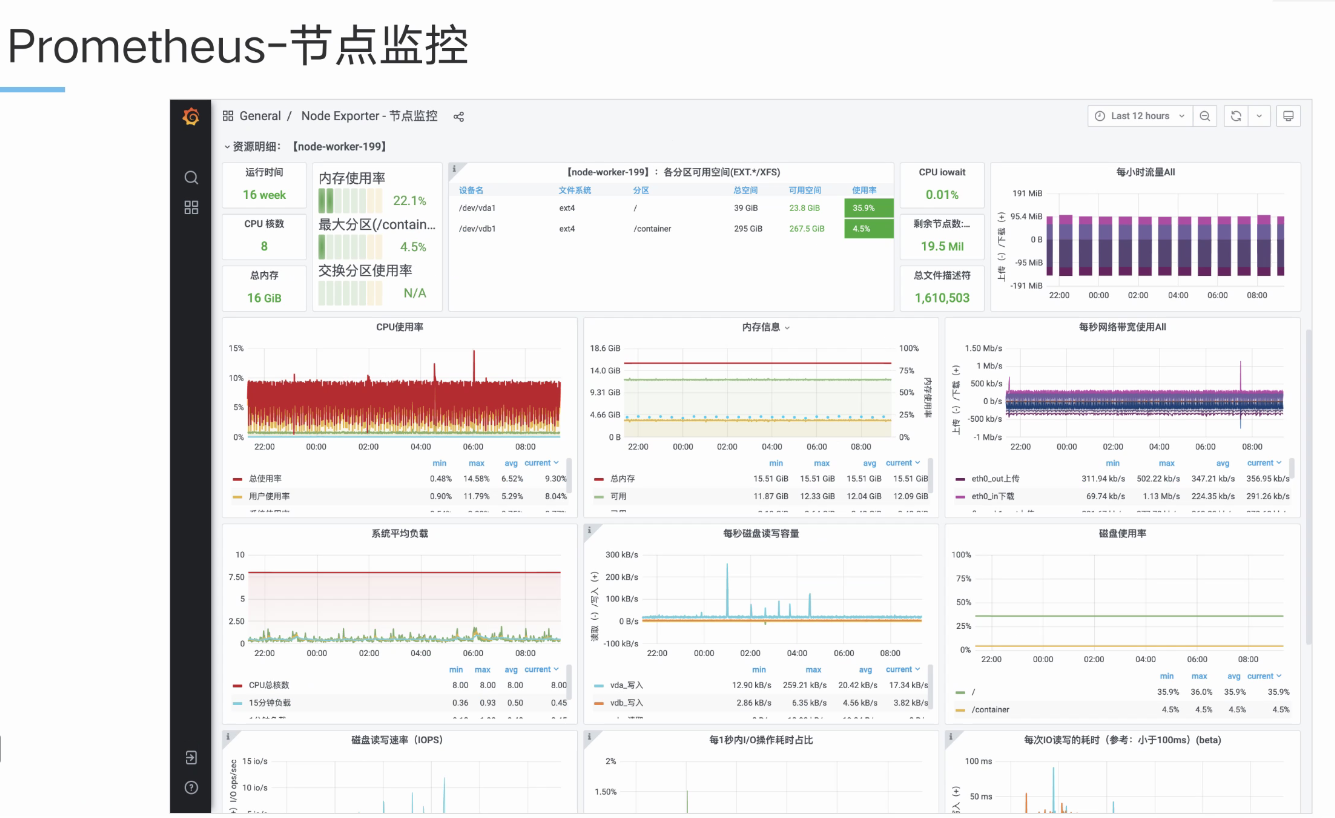 Prometheus-节点监控
General / Node Exporter - 节点监控
Last 12 hours
资源明细：【node-worker-199】
运行时间
16 week
CPU 核数
8
总内存
16 GiB
内存使用率
22.1%
最大分区(/contain...
4.5%
交换分区使用率
N/A
【node-worker-199】：各分区可用空间(EXT.*/XFS)
设备名 文件系统 分区 总空间 可用空间 使用率
/dev/vda1 ext4 / 39 GiB 23.8 GiB 35.9%
/dev/vdb1 ext4 /container 295 GiB 267.5 GiB 4.5%
CPU iowait
0.01%
剩余节点数:...
19.5 Mil
总文件描述符
1,610,503
每小时流量All
上传 (-) /下载 (+)
191 MiB
95.4 MiB
0 B
-95 MiB
-191 MiB
22:00 00:00 02:00 04:00 06:00 08:00
CPU使用率
15%
10%
5%
0%
22:00 00:00 02:00 04:00 06:00 08:00
min max avg current
总使用率 0.48% 14.58% 6.52% 9.30%
用户使用率 0.90% 11.79% 5.29% 8.04%
内存信息
18.6 GiB
14.0 GiB
9.31 GiB
4.66 GiB
0 B
100%
75%
50%
25%
0%
内存使用率
22:00 00:00 02:00 04:00 06:00 08:00
min max avg current
总内存 15.51 GiB 15.51 GiB 15.51 GiB 15.51 GiB
可用 11.87 GiB 12.33 GiB 12.04 GiB 12.09 GiB
每秒网络带宽使用All
上传 (-) /下载 (+)
1.50 Mb/s
1 Mb/s
500 kb/s
0 b/s
-500 kb/s
-1 Mb/s
22:00 00:00 02:00 04:00 06:00 08:00
min max avg current
eth0_out上传 311.94 kb/s 502.22 kb/s 347.21 kb/s 356.95 kb/s
eth0_in下载 69.74 kb/s 1.13 Mb/s 224.35 kb/s 291.26 kb/s
系统平均负载
10
7.50
5
2.50
0
22:00 00:00 02:00 04:00 06:00 08:00
min max avg current
CPU总核数 8.00 8.00 8.00 8.00
15分钟负载 0.36 0.93 0.50 0.45
每秒磁盘读写容量
读取 (-) /写入 (+)
300 kB/s
200 kB/s
100 kB/s
0 B/s
-100 kB/s
22:00 00:00 02:00 04:00 06:00 08:00
min max avg current
vda_写入 12.90 kB/s 259.21 kB/s 20.42 kB/s 17.34 kB/s
vdb_写入 2.86 kB/s 6.35 kB/s 4.56 kB/s 3.82 kB/s
磁盘使用率
100%
75%
50%
25%
0%
22:00 00:00 02:00 04:00 06:00 08:00
min max avg current
/ 35.9% 36.0% 35.9% 35.9%
/container 4.5% 4.5% 4.5% 4.5%
磁盘读写速率（IOPS）
I/O ops/sec
15 io/s
10 io/s
每1秒内I/O操作耗时占比
2%
1.50%
每次IO读写的耗时（参考：小于100ms）(beta)
100 ms
50 ms